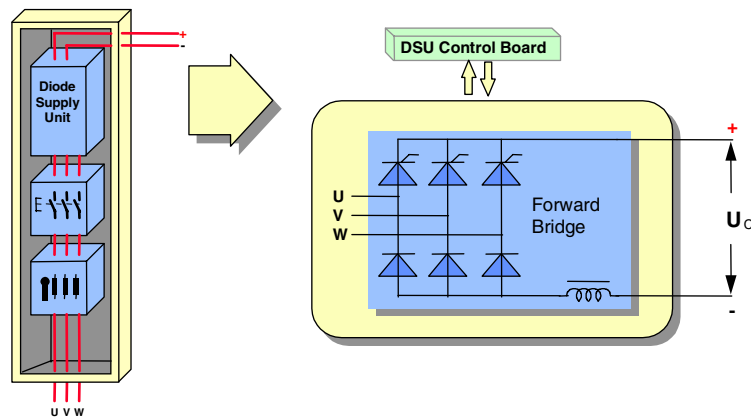 +
-
Diode
Supply
Unit
E
U V W
DSU Control Board
U
V
W
Forward
Bridge
+
U
-